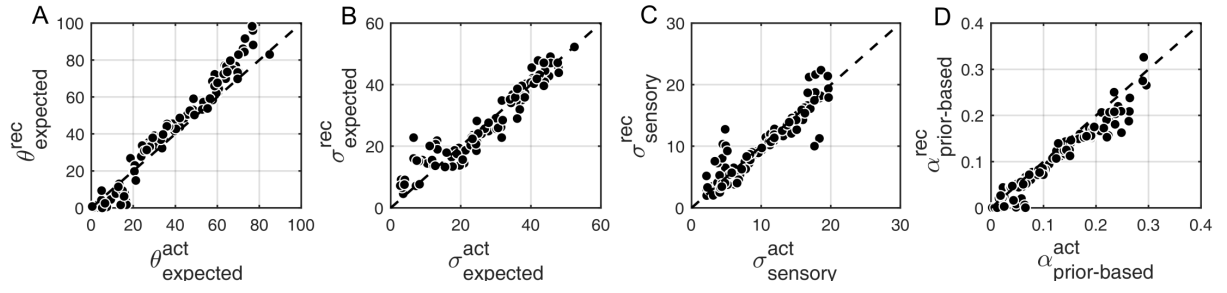 A
θ^rec_expected
100
80
60
40
20
0
0 20 40 60 80 100
θ^act_expected
B
σ^rec_expected
60
40
20
0
0 20 40 60
σ^act_expected
C
σ^rec_sensory
30
20
10
0
0 10 20 30
σ^act_sensory
D
α^rec_prior-based
0.4
0.3
0.2
0.1
0
0 0.1 0.2 0.3 0.4
α^act_prior-based